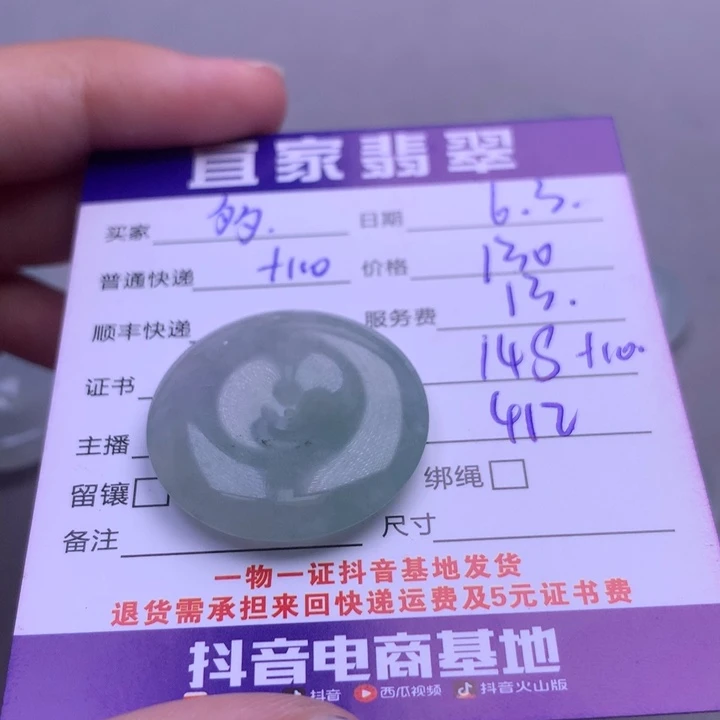 宜家翡翠
买家 日期 6.3.
普通快递 +100 价格 130
顺丰快递 服务费 13.
证书 148 +10.
主播 412
留镶 绑绳
备注 尺寸
一物一证抖音基地发货
退货需承担来回快递运费及5元证书费
抖音电商基地
抖音 西瓜视频 抖音火山版